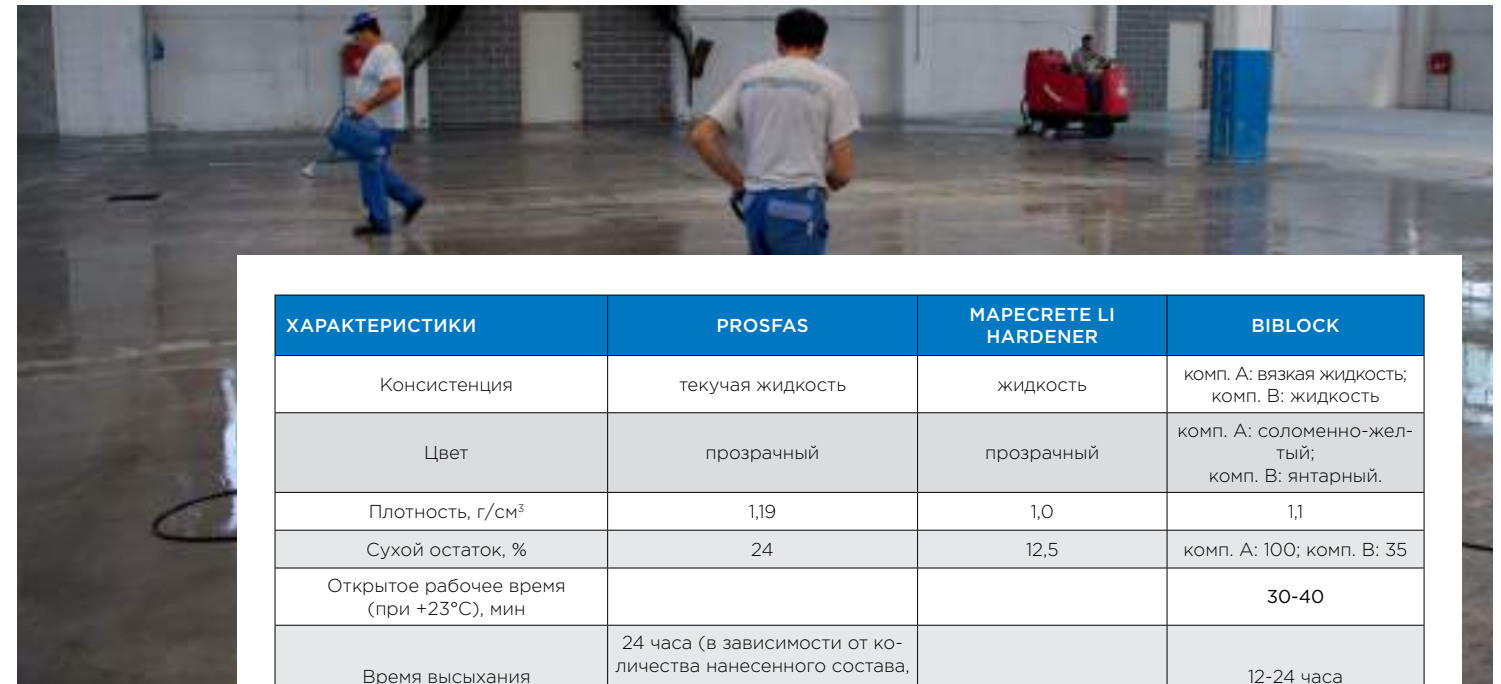 ХАРАКТЕРИСТИКИ PROSFAS MAPECRETE LI HARDENER BIBLOCK
Консистенция текучая жидкость жидкость комп. А: вязкая жидкость;
комп. В: жидкость
Цвет прозрачный прозрачный комп. А: соломенно-жел-
тый;
комп. В: янтарный.
Плотность, г/см³ 1,19 1,0 1,1
Сухой остаток, % 24 12,5 комп. А: 100; комп. В: 35
Открытое рабочее время
(при +23°C), мин 30-40
Время высыхания 24 часа (в зависимости от ко-
личества нанесенного состава, 12-24 часа